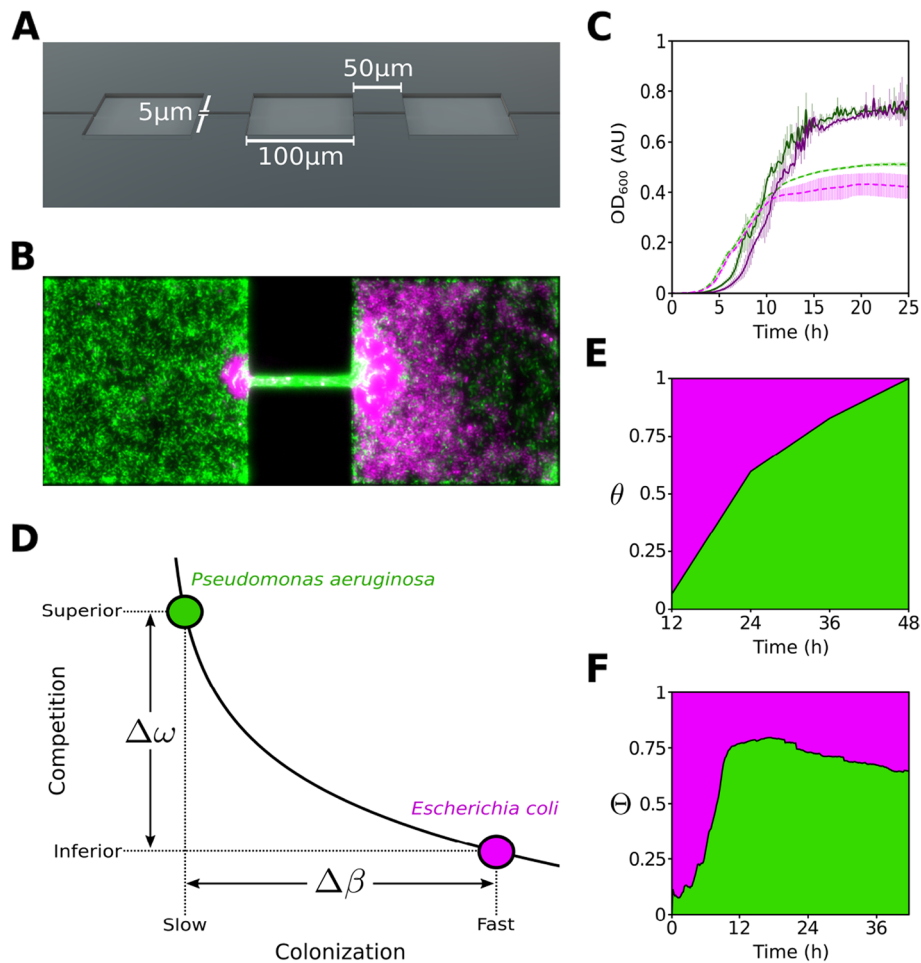 A
50μm
5μm
100μm
B
C
1
0.8
0.6
0.4
0.2
0
OD600 (AU)
0 5 10 15 20 25
Time (h)
D
Pseudomonas aeruginosa
Superior
Competition
Δω
Escherichia coli
Inferior
Δβ
Slow
Fast
Colonization
E
1
0.75
θ
0.5
0.25
0
12 24 36 48
Time (h)
F
1
0.75
Θ
0.5
0.25
0
0 12 24 36
Time (h)